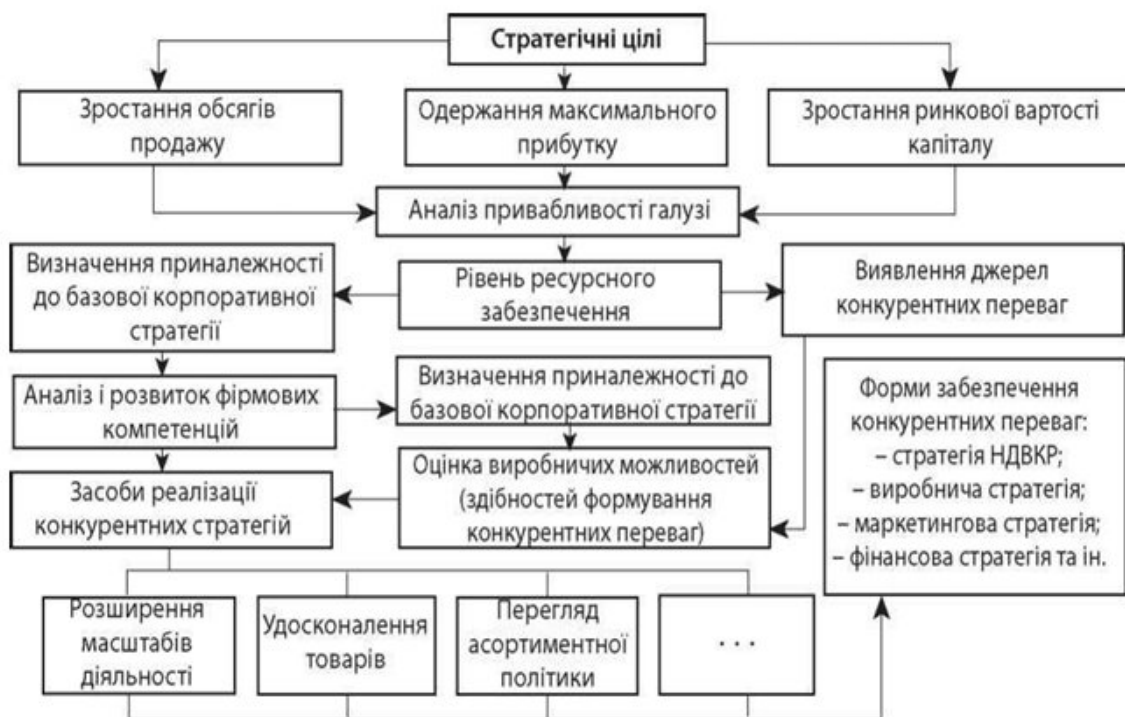 Стратегічні цілі
Зростання обсягів
продажу
Одержання максимального
прибутку
Зростання ринкової вартості
капіталу
Аналіз привабливості галузі
Визначення приналежності
до базової корпоративної
стратегії
Рівень ресурсного
забезпечення
Виявлення джерел
конкурентних переваг
Аналіз і розвиток фірмових
компетенцій
Визначення приналежності до
базової корпоративної стратегії
Форми забезпечення
конкурентних переваг:
– стратегія НДВКР;
– виробнича стратегія;
– маркетингова стратегія;
– фінансова стратегія та ін.
Засоби реалізації
конкурентних стратегій
Оцінка виробничих можливостей
(здібностей формування
конкурентних переваг)
Розширення
масштабів
діяльності
Удосконалення
товарів
Перегляд
асортиментної
політики
. . .